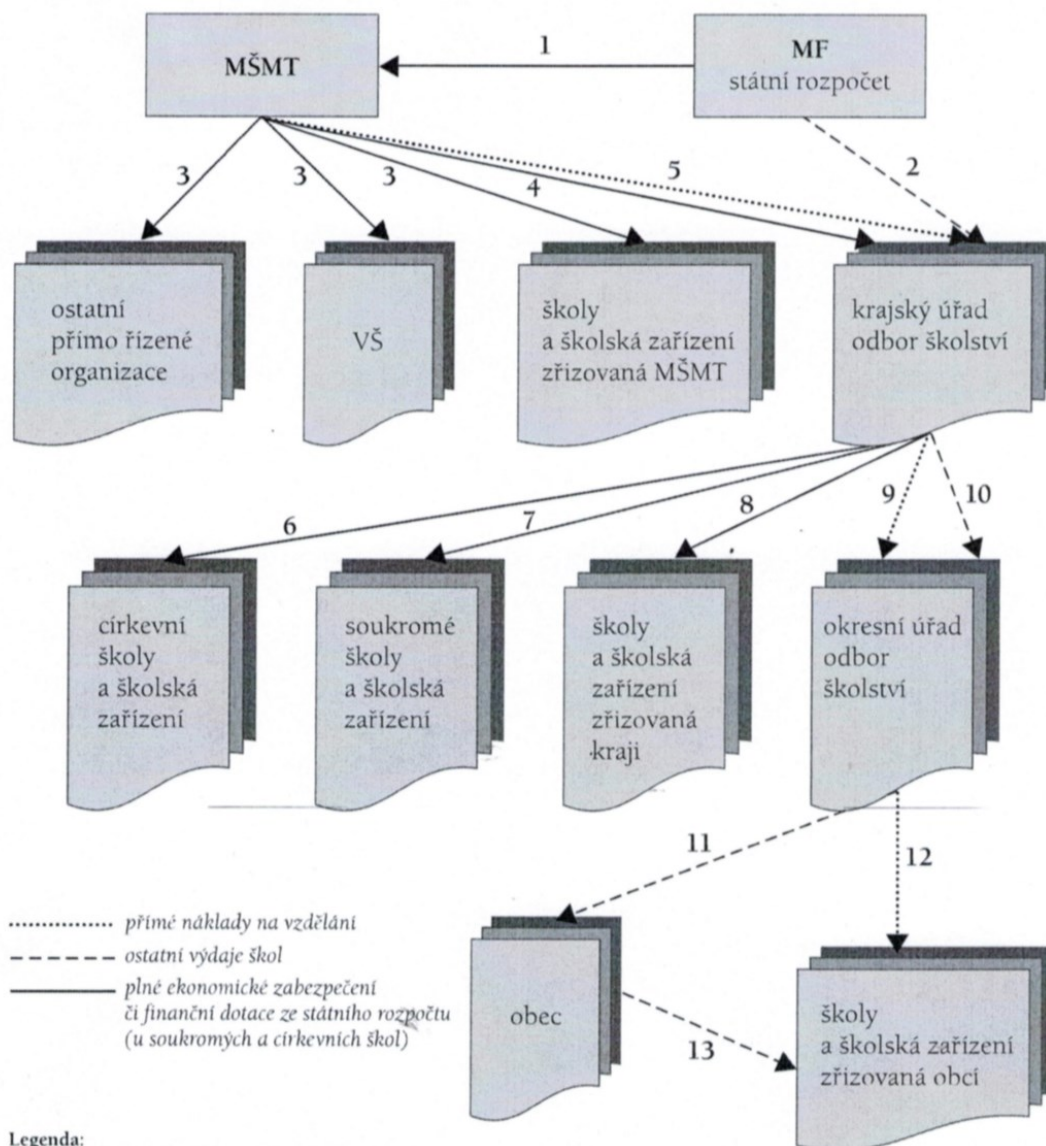 MŠMT
1
MF
státní rozpočet
3
3
3
4
5
2
ostatní
přímo řízené
organizace
VŠ
školy
a školská zařízení
zřizovaná MŠMT
krajský úřad
odbor školství
6
7
8
9
10
církevní
školy
a školská
zařízení
soukromé
školy
a školská
zařízení
školy
a školská
zařízení
zřizovaná
kraji
okresní úřad
odbor
školství
11
12
přímé náklady na vzdělání
ostatní výdaje škol
plné ekonomické zabezpečení
či finanční dotace ze státního rozpočtu
(u soukromých a církevních škol)
obec
13
školy
a školská zařízení
zřizovaná obcí
Legenda: